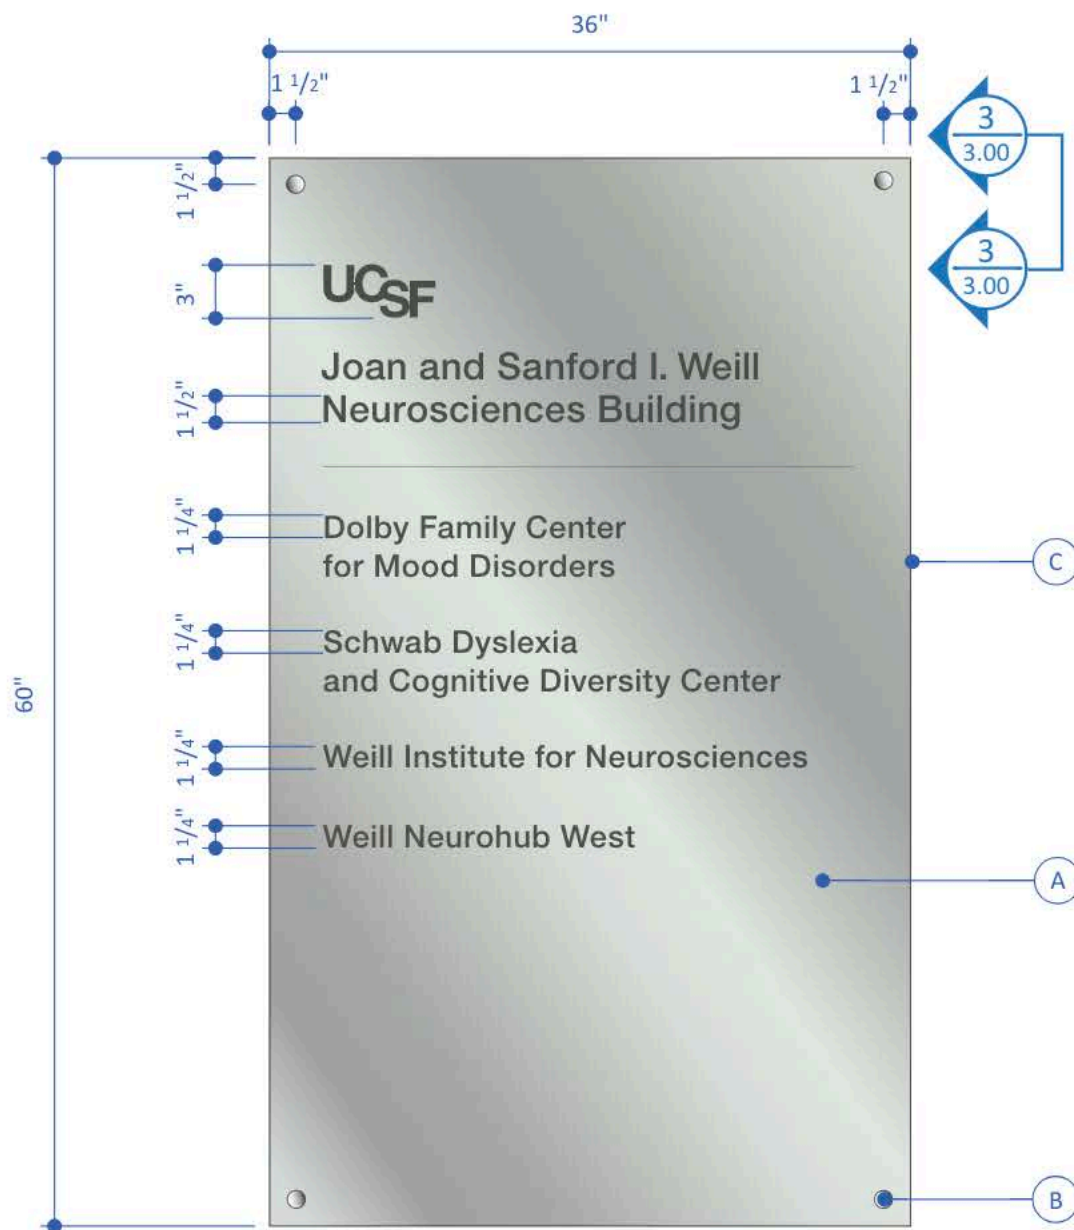 36"
1 1/2"
1 1/2"
3
3.00
1 1/2"
3"
UCSF
3
3.00
Joan and Sanford I. Weill
1 1/2"
Neurosciences Building
1 1/4"
Dolby Family Center
for Mood Disorders
C
1 1/4"
Schwab Dyslexia
and Cognitive Diversity Center
60"
1 1/4"
Weill Institute for Neurosciences
1 1/4"
Weill Neurohub West
A
B